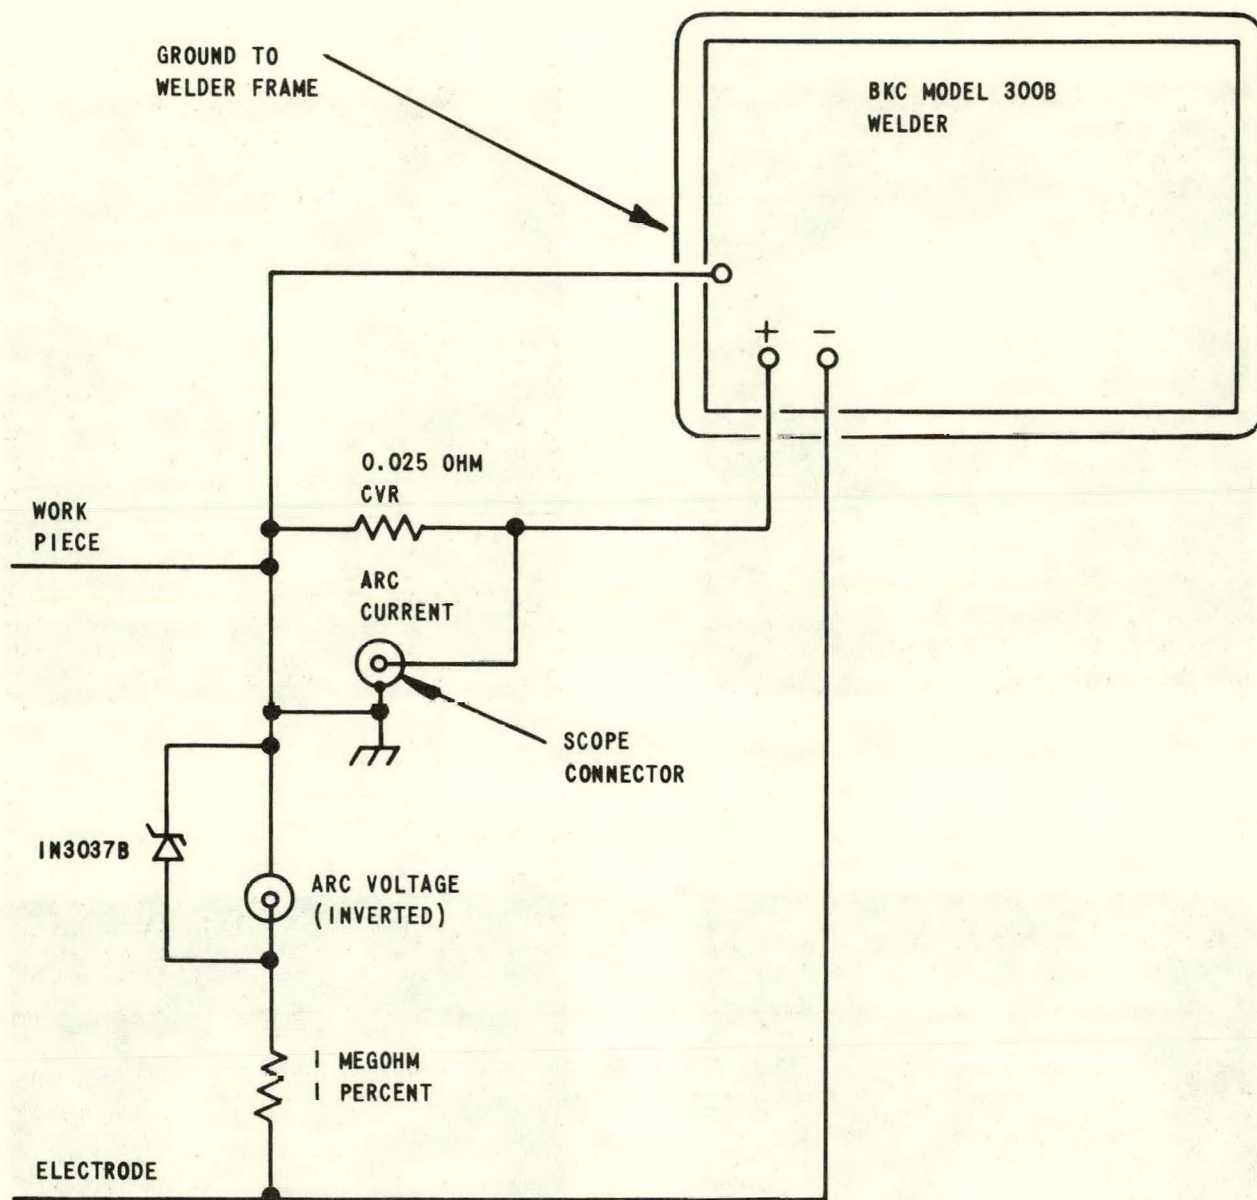 GROUND TO
WELDER FRAME
BKC MODEL 300B
WELDER
+ −
0.025 OHM
CVR
WORK
PIECE
ARC
CURRENT
SCOPE
CONNECTOR
IN3037B
ARC VOLTAGE
(INVERTED)
I MEGOHM
I PERCENT
ELECTRODE